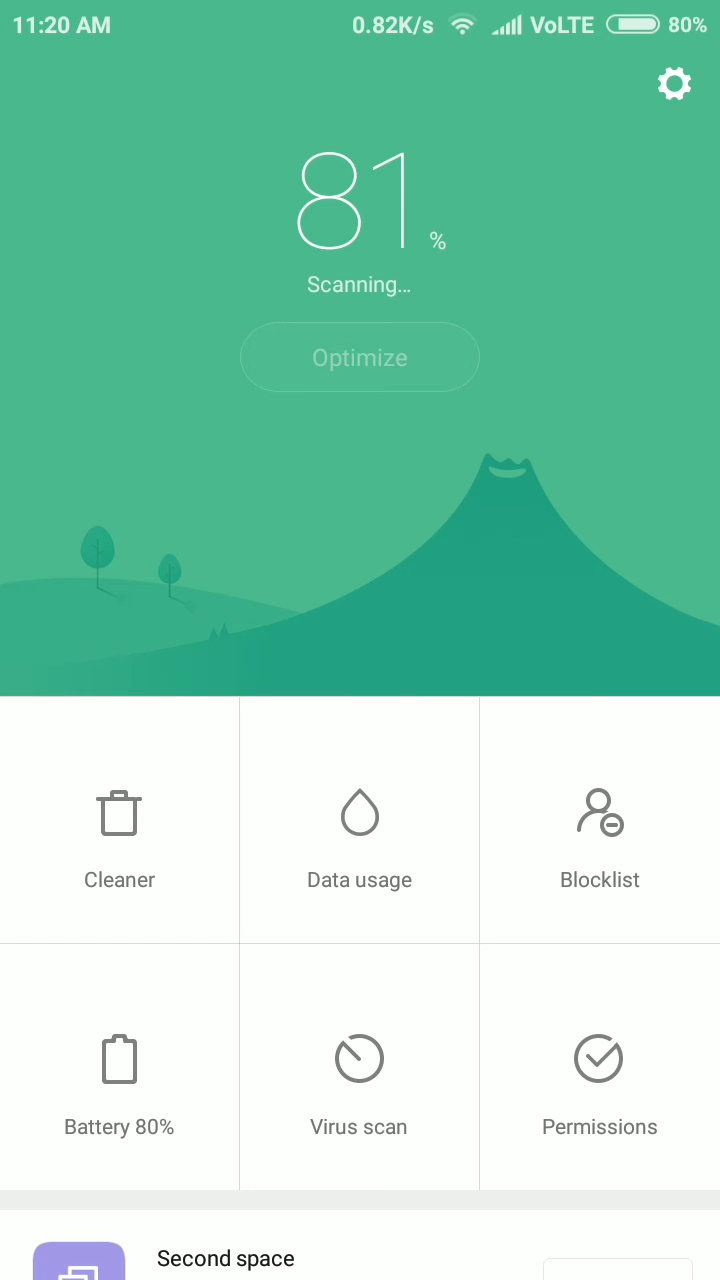 11:20 AM 0.82K/s VoLTE 80%
81 %
Scanning...
Optimize
Cleaner Data usage Blocklist
Battery 80% Virus scan Permissions
Second space